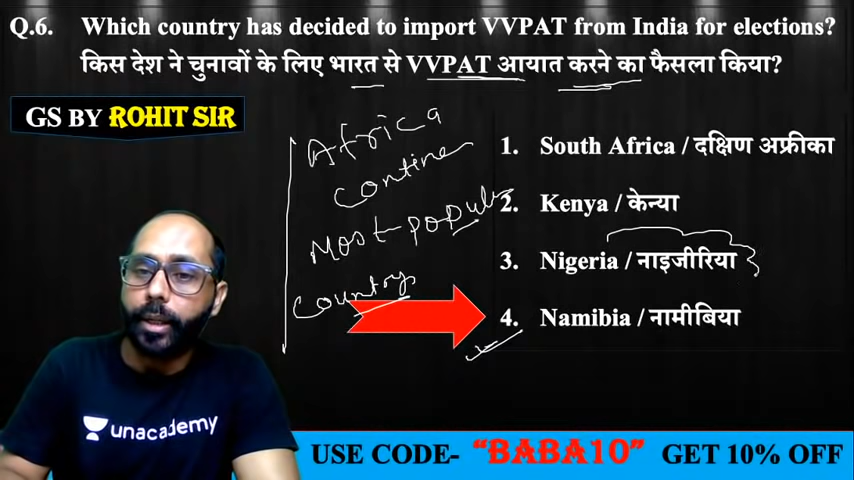 Q.6. Which country has decided to import VVPAT from India for elections?
किस देश ने चुनावों के लिए भारत से VVPAT आयात करने का फैसला किया?
GS BY ROHIT SIR
Africa
Contine
Most popul
Country
1. South Africa / दक्षिण अफ्रीका
2. Kenya / केन्या
3. Nigeria / नाइजीरिया
4. Namibia / नामीबिया
unacademy
USE CODE- “BABA10” GET 10% OFF